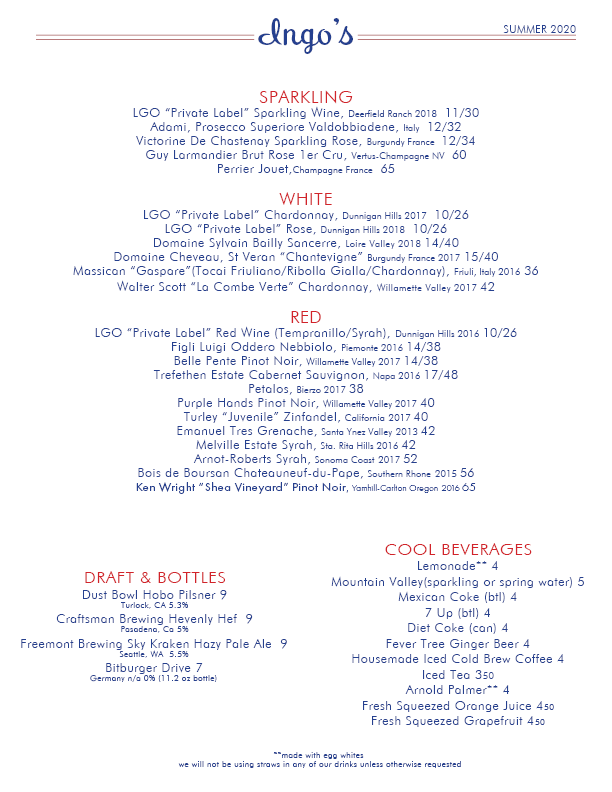 Ingo's
SUMMER 2020
SPARKLING
LGO “Private Label” Sparkling Wine, Deerfield Ranch 2018 11/30
Adami, Prosecco Superiore Valdobbiadene, Italy 12/32
Victorine De Chastenay Sparkling Rose, Burgundy France 12/34
Guy Larmandier Brut Rose 1er Cru, Vertus-Champagne NV 60
Perrier Jouet,Champagne France 65
WHITE
LGO “Private Label” Chardonnay, Dunnigan Hills 2017 10/26
LGO “Private Label” Rose, Dunnigan Hills 2018 10/26
Domaine Sylvain Bailly Sancerre, Loire Valley 2018 14/40
Domaine Cheveau, St Veran “Chantevigne” Burgundy France 2017 15/40
Massican “Gaspare”(Tocai Friuliano/Ribolla Gialla/Chardonnay), Friuli, Italy 2016 36
Walter Scott “La Combe Verte” Chardonnay, Willamette Valley 2017 42
RED
LGO “Private Label” Red Wine (Tempranillo/Syrah), Dunnigan Hills 2016 10/26
Figli Luigi Oddero Nebbiolo, Piemonte 2016 14/38
Belle Pente Pinot Noir, Willamette Valley 2017 14/38
Trefethen Estate Cabernet Sauvignon, Napa 2016 17/48
Petalos, Bierzo 2017 38
Purple Hands Pinot Noir, Willamette Valley 2017 40
Turley “Juvenile” Zinfandel, California 2017 40
Emanuel Tres Grenache, Santa Ynez Valley 2013 42
Melville Estate Syrah, Sta. Rita Hills 2016 42
Arnot-Roberts Syrah, Sonoma Coast 2017 52
Bois de Boursan Chateauneuf-du-Pape, Southern Rhone 2015 56
Ken Wright “Shea Vineyard” Pinot Noir, Yamhill-Carlton Oregon 2016 65
DRAFT & BOTTLES
Dust Bowl Hobo Pilsner 9
Turlock, CA 5.3%
Craftsman Brewing Hevenly Hef 9
Pasadena, Ca 5%
Freemont Brewing Sky Kraken Hazy Pale Ale 9
Seattle, WA 5.5%
Bitburger Drive 7
Germany n/a 0% (11.2 oz bottle)
COOL BEVERAGES
Lemonade** 4
Mountain Valley(sparkling or spring water) 5
Mexican Coke (btl) 4
7 Up (btl) 4
Diet Coke (can) 4
Fever Tree Ginger Beer 4
Housemade Iced Cold Brew Coffee 4
Iced Tea 350
Arnold Palmer** 4
Fresh Squeezed Orange Juice 450
Fresh Squeezed Grapefruit 450
**made with egg whites
we will not be using straws in any of our drinks unless otherwise requested